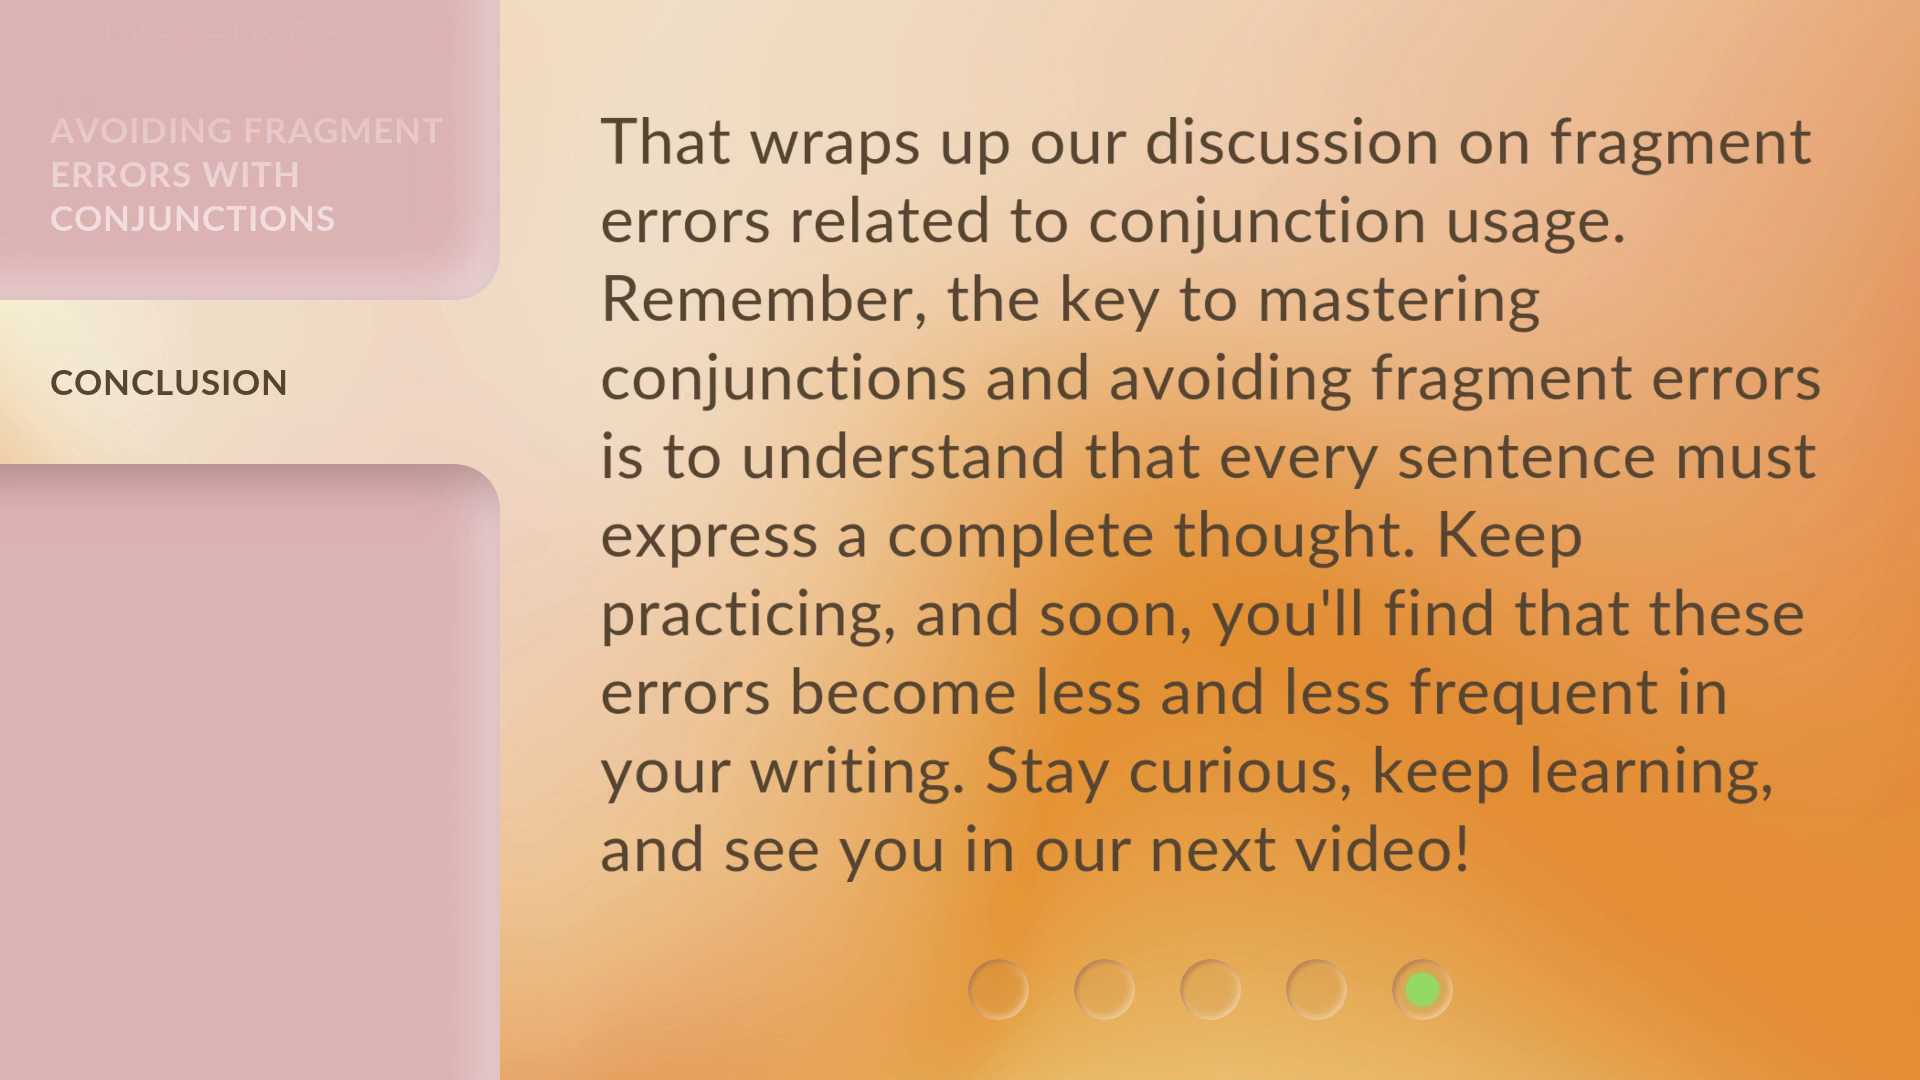 CONJUNCTIONS
AVOIDING FRAGMENT
ERRORS WITH
CONJUNCTIONS
CONCLUSION
That wraps up our discussion on fragment
errors related to conjunction usage.
Remember, the key to mastering
conjunctions and avoiding fragment errors
is to understand that every sentence must
express a complete thought. Keep
practicing, and soon, you'll find that these
errors become less and less frequent in
your writing. Stay curious, keep learning,
and see you in our next video!